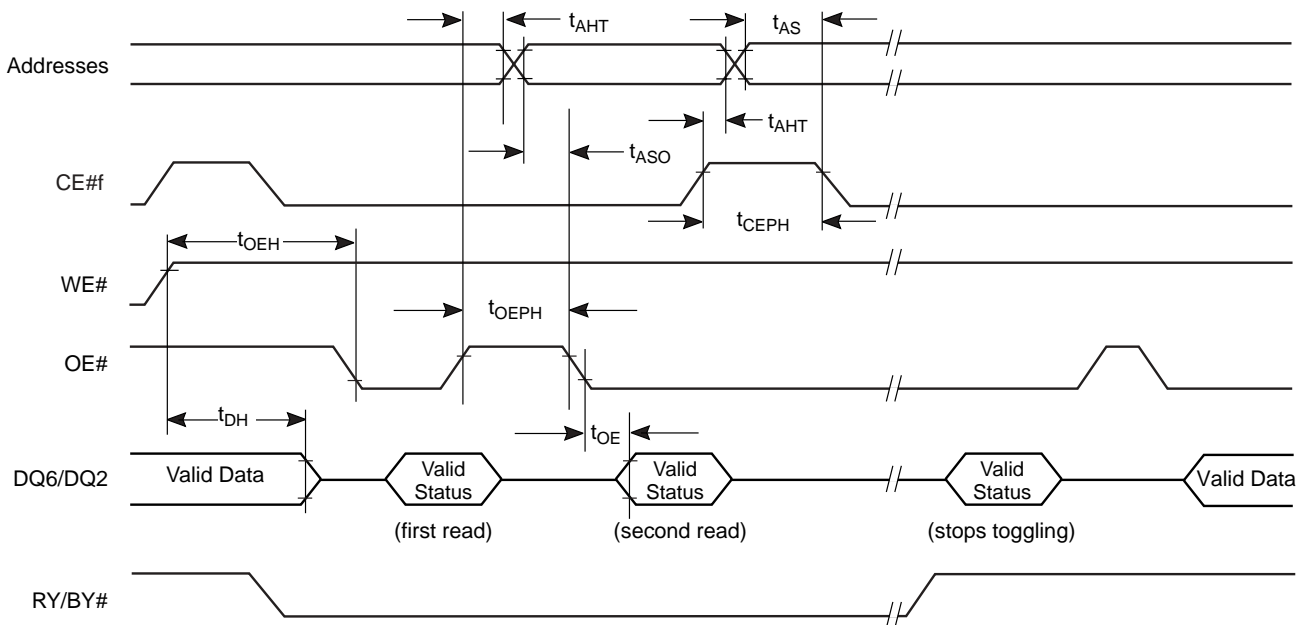 tAHT
tAS
Addresses
tAHT
tASO
CE#f
tCEPH
tOEH
WE#
tOEPH
OE#
tDH
tOE
DQ6/DQ2
Valid Data
Valid
Status
Valid
Status
Valid
Status
Valid Data
(first read)
(second read)
(stops toggling)
RY/BY#